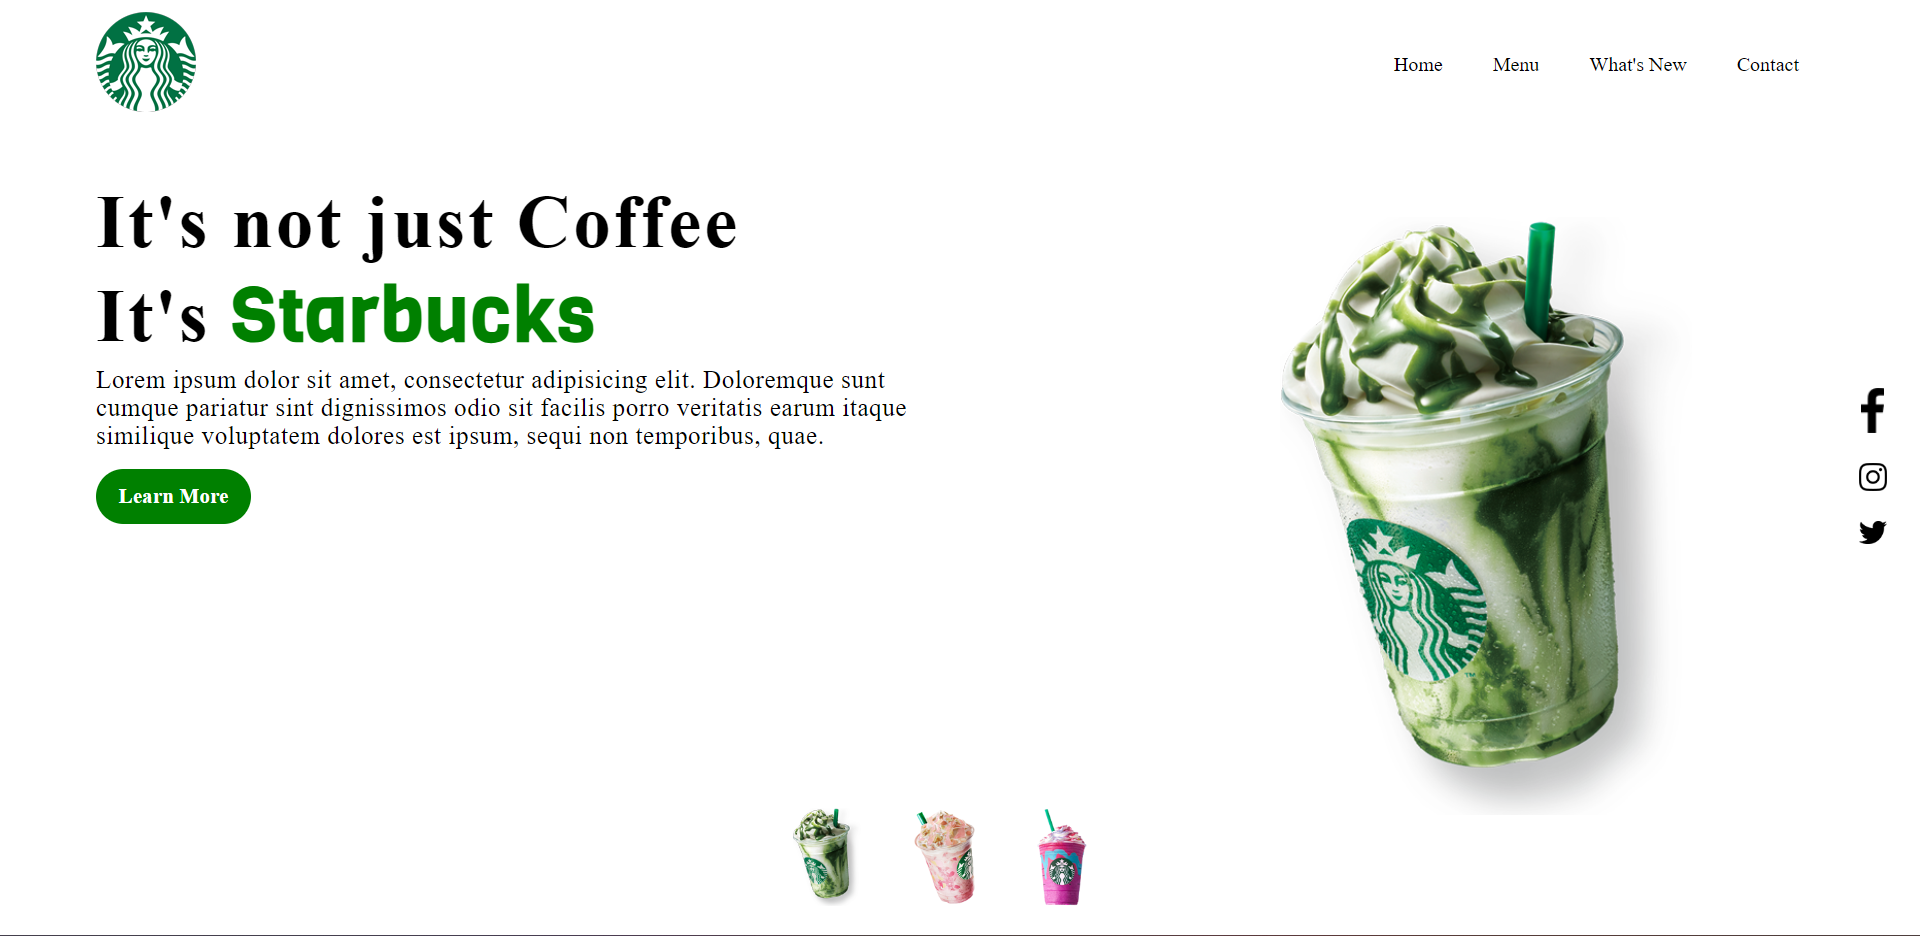 Home Menu What's New Contact
It's not just Coffee
It's Starbucks
Lorem ipsum dolor sit amet, consectetur adipisicing elit. Doloremque sunt
cumque pariatur sint dignissimos odio sit facilis porro veritatis earum itaque
similique voluptatem dolores est ipsum, sequi non temporibus, quae.
Learn More